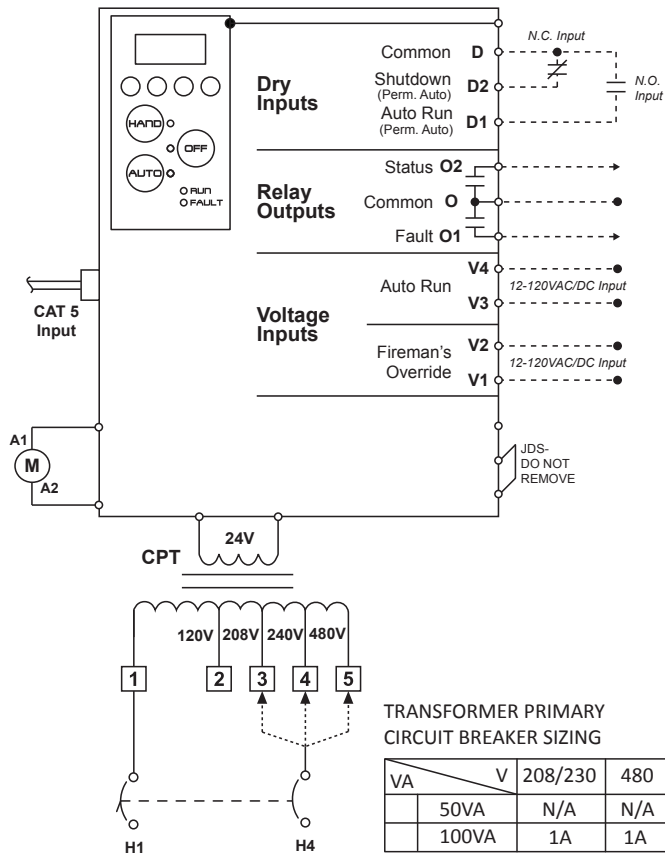 HAND
OFF
AUTO
RUN
FAULT
Dry Inputs
Common D
Shutdown D2
(Perm. Auto)
Auto Run D1
(Perm. Auto)
N.C. Input
N.O. Input
Relay Outputs
Status O2
Common O
Fault O1
Voltage Inputs
Auto Run
V4
V3
12-120VAC/DC Input
Fireman's Override
V2
V1
12-120VAC/DC Input
CAT 5 Input
A1
M
A2
JDS-
DO NOT
REMOVE
24V
CPT
120V 208V 240V 480V
1 2 3 4 5
H1 H4
TRANSFORMER PRIMARY
CIRCUIT BREAKER SIZING
VA V 208/230 480
50VA N/A N/A
100VA 1A 1A